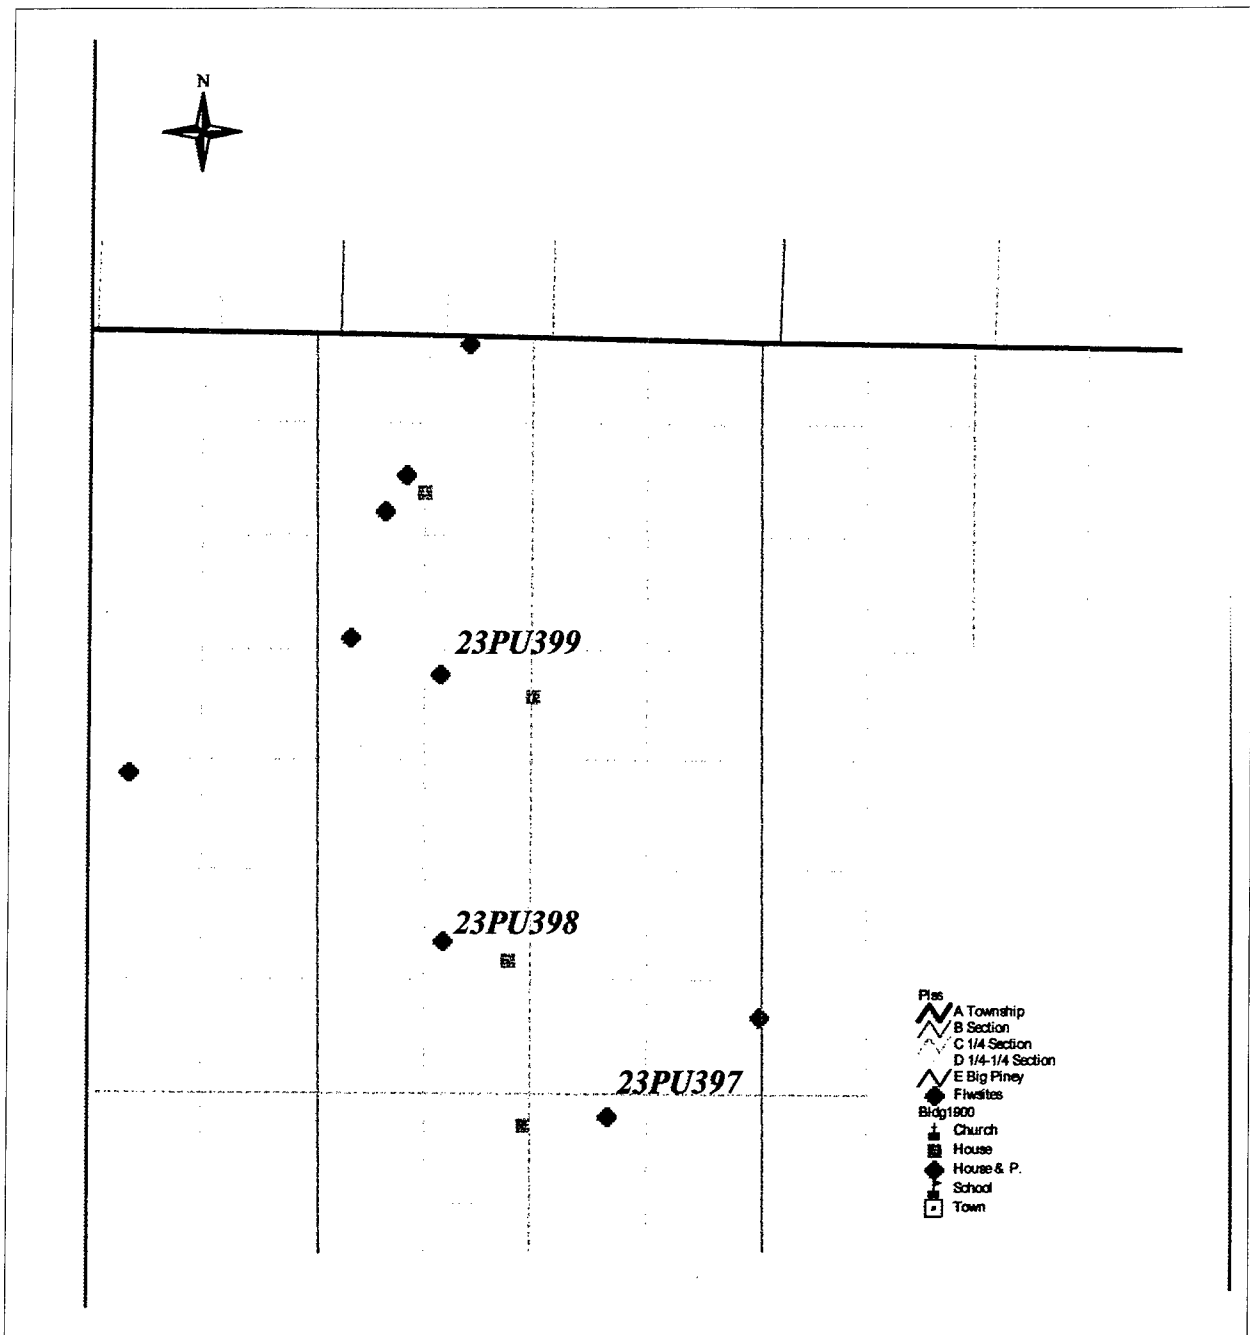 N
23PU399
23PU398
23PU397
Plss
A Township
B Section
C 1/4 Section
D 1/4-1/4 Section
E Big Piney
Flwsites
Bldg1900
Church
House
House & P.
School
Town